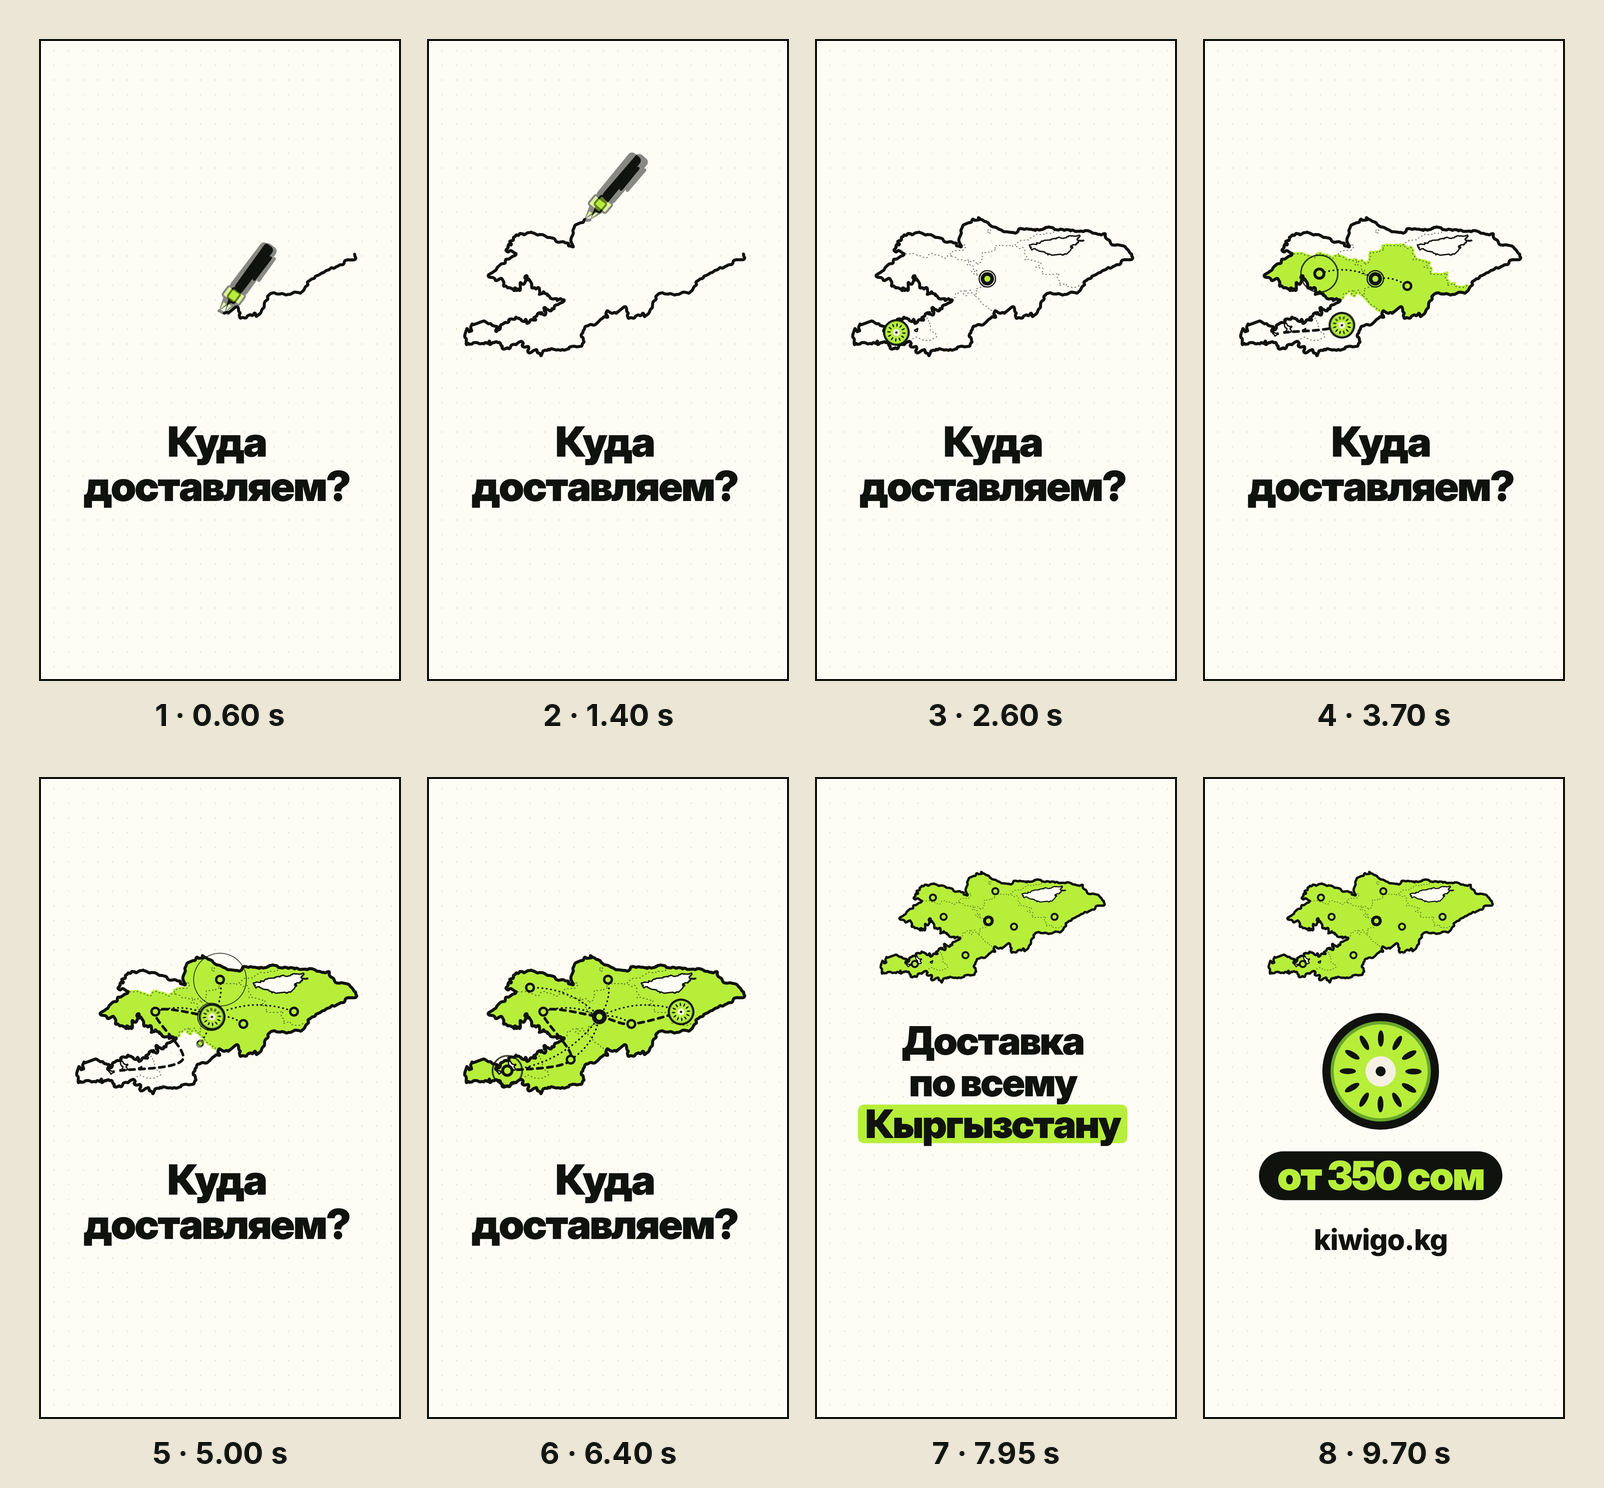 Куда
доставляем?
1 · 0.60 s
Куда
доставляем?
2 · 1.40 s
Куда
доставляем?
3 · 2.60 s
Куда
доставляем?
4 · 3.70 s
Куда
доставляем?
5 · 5.00 s
Куда
доставляем?
6 · 6.40 s
Доставка
по всему
Кыргызстану
7 · 7.95 s
от 350 сом
kiwigo.kg
8 · 9.70 s